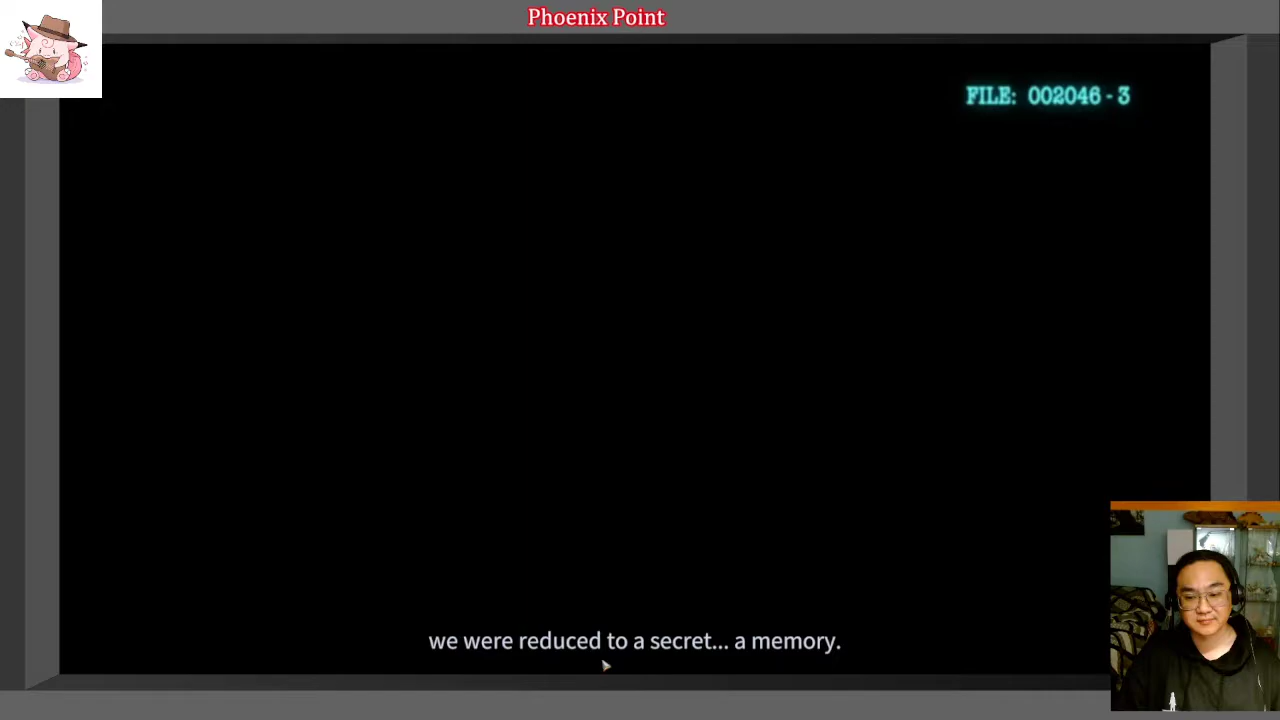 Phoenix Point
FILE: 002046 - 3
we were reduced to a secret... a memory.